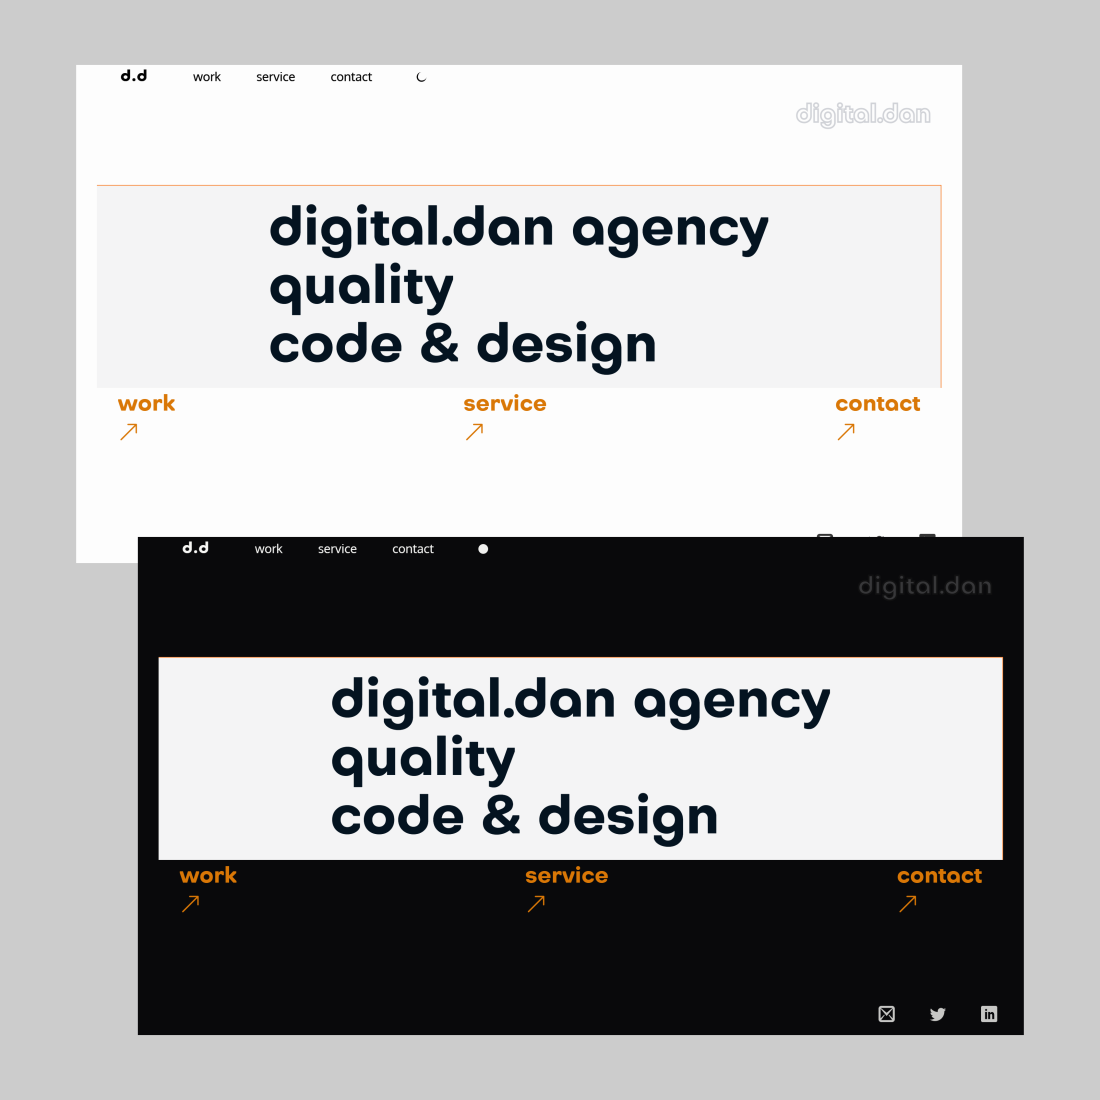 d.d work service contact
digital.dan
digital.dan agency
quality
code & design
work service contact
d.d work service contact
digital.dan
digital.dan agency
quality
code & design
work service contact
in